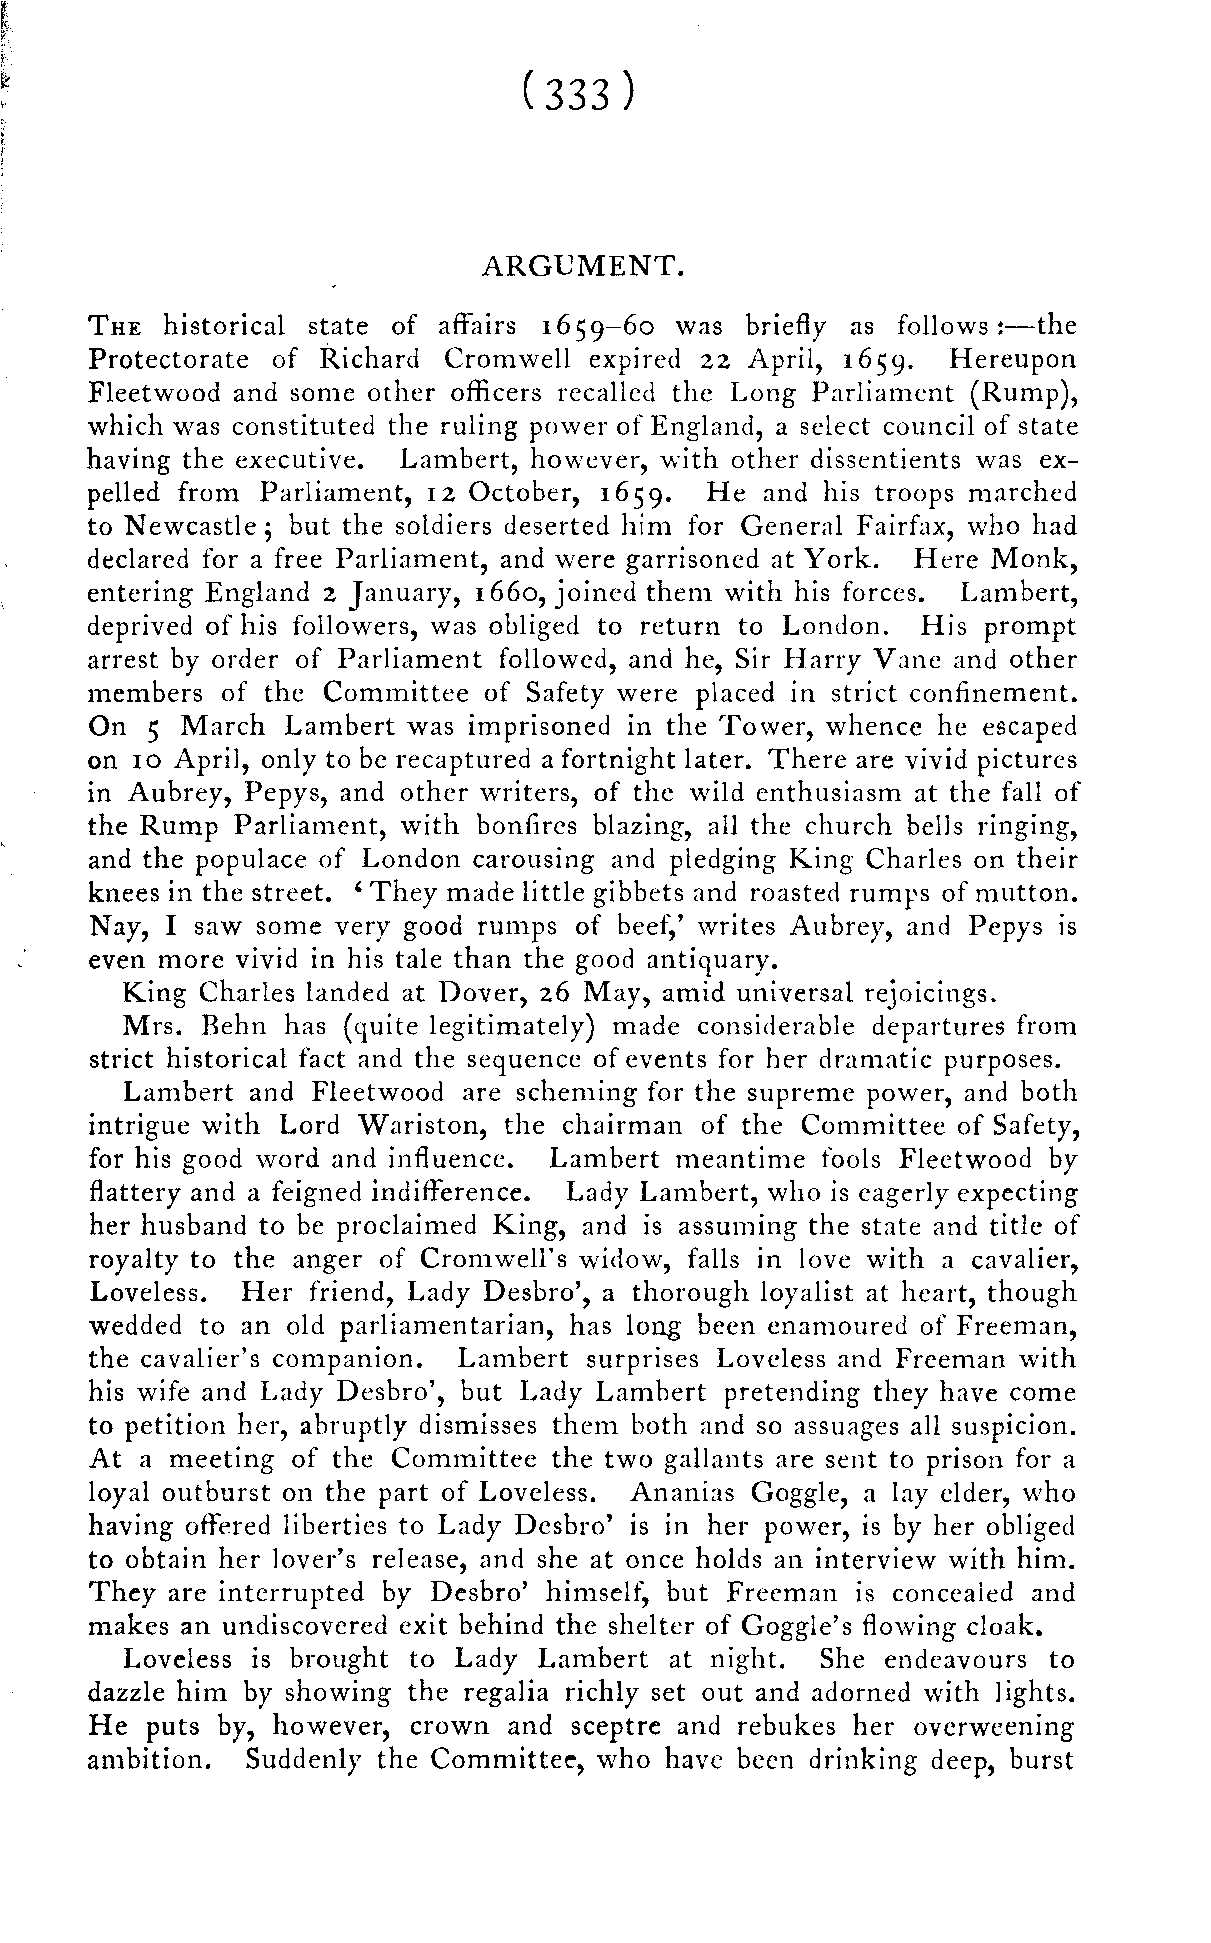 (333)
ARGUMENT.
THE historical state of affairs 1659–60 was briefly as follows:—the
Protectorate of Richard Cromwell expired 22 April, 1659. Hereupon
Fleetwood and some other officers recalled the Long Parliament (Rump),
which was constituted the ruling power of England, a select council of state
having the executive. Lambert, however, with other dissentients was ex-
pelled from Parliament, 12 October, 1659. He and his troops marched
to Newcastle; but the soldiers deserted him for General Fairfax, who had
declared for a free Parliament, and were garrisoned at York. Here Monk,
entering England 2 January, 1660, joined them with his forces. Lambert,
deprived of his followers, was obliged to return to London. His prompt
arrest by order of Parliament followed, and he, Sir Harry Vane and other
members of the Committee of Safety were placed in strict confinement.
On 5 March Lambert was imprisoned in the Tower, whence he escaped
on 10 April, only to be recaptured a fortnight later. There are vivid pictures
in Aubrey, Pepys, and other writers, of the wild enthusiasm at the fall of
the Rump Parliament, with bonfires blazing, all the church bells ringing,
and the populace of London carousing and pledging King Charles on their
knees in the street. ‘They made little gibbets and roasted rumps of mutton.
Nay, I saw some very good rumps of beef,’ writes Aubrey, and Pepys is
even more vivid in his tale than the good antiquary.
King Charles landed at Dover, 26 May, amid universal rejoicings.
Mrs. Behn has (quite legitimately) made considerable departures from
strict historical fact and the sequence of events for her dramatic purposes.
Lambert and Fleetwood are scheming for the supreme power, and both
intrigue with Lord Wariston, the chairman of the Committee of Safety,
for his good word and influence. Lambert meantime fools Fleetwood by
flattery and a feigned indifference. Lady Lambert, who is eagerly expecting
her husband to be proclaimed King, and is assuming the state and title of
royalty to the anger of Cromwell's widow, falls in love with a cavalier,
Loveless. Her friend, Lady Desbro', a thorough loyalist at heart, though
wedded to an old parliamentarian, has long been enamoured of Freeman,
the cavalier's companion. Lambert surprises Loveless and Freeman with
his wife and Lady Desbro', but Lady Lambert pretending they have come
to petition her, abruptly dismisses them both and so assuages all suspicion.
At a meeting of the Committee the two gallants are sent to prison for a
loyal outburst on the part of Loveless. Ananias Goggle, a lay elder, who
having offered liberties to Lady Desbro' is in her power, is by her obliged
to obtain her lover's release, and she at once holds an interview with him.
They are interrupted by Desbro' himself, but Freeman is concealed and
makes an undiscovered exit behind the shelter of Goggle's flowing cloak.
Loveless is brought to Lady Lambert at night. She endeavours to
dazzle him by showing the regalia richly set out and adorned with lights.
He puts by, however, crown and sceptre and rebukes her overweening
ambition. Suddenly the Committee, who have been drinking deep, burst